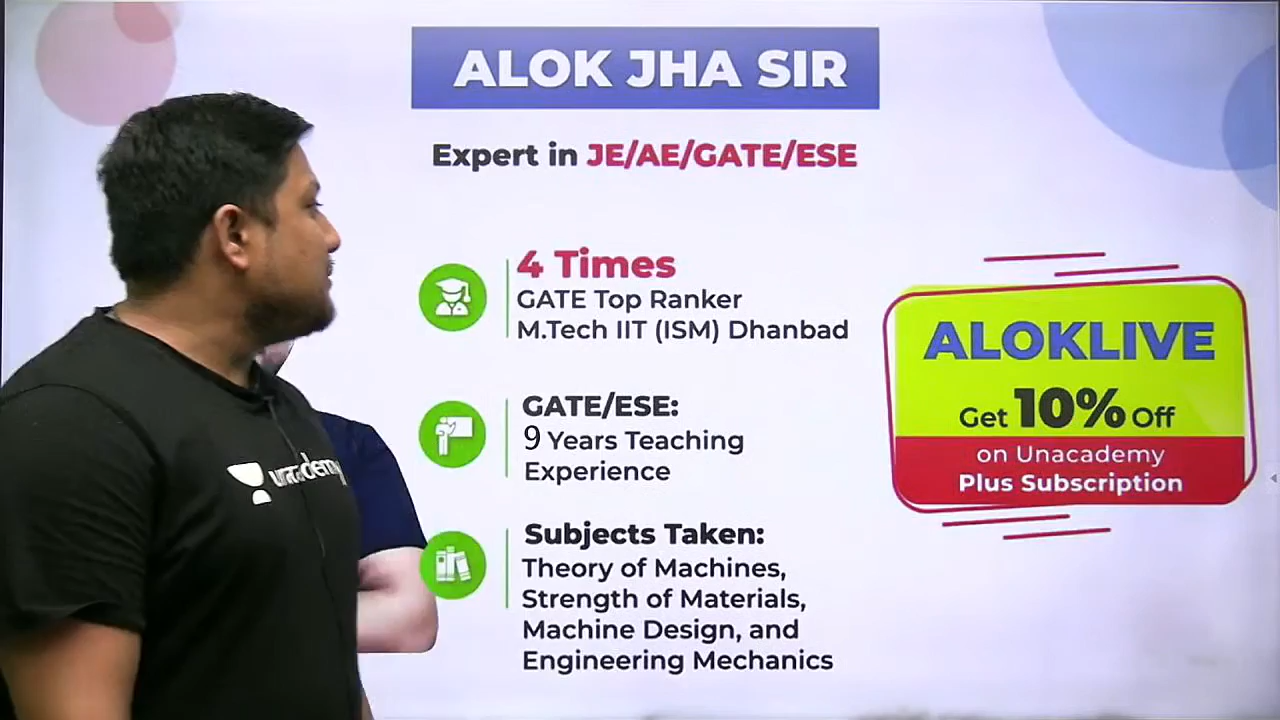 ALOK JHA SIR
Expert in JE/AE/GATE/ESE
4 Times
GATE Top Ranker
M.Tech IIT (ISM) Dhanbad
GATE/ESE:
9 Years Teaching
Experience
Subjects Taken:
Theory of Machines,
Strength of Materials,
Machine Design, and
Engineering Mechanics
ALOKLIVE
Get 10% Off
on Unacademy
Plus Subscription
unacademy